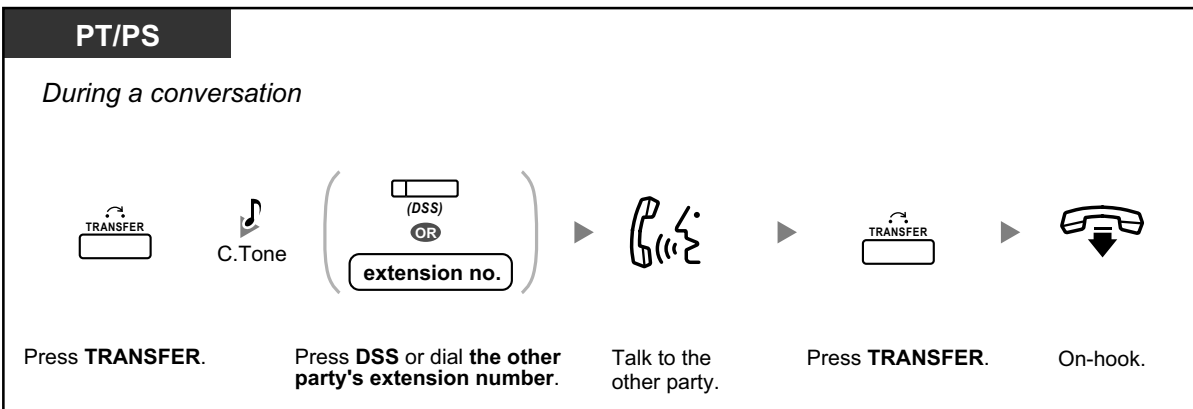 PT/PS
During a conversation
TRANSFER
C.Tone
(DSS)
OR
extension no.
TRANSFER
Press TRANSFER.
Press DSS or dial the other
party's extension number.
Talk to the
other party.
Press TRANSFER.
On-hook.